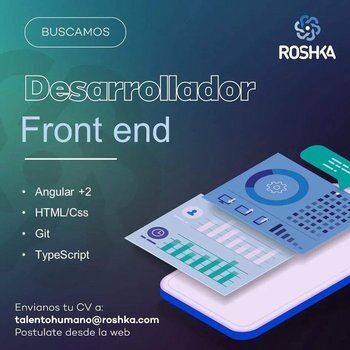 BUSCAMOS
ROSHKA
Desarrollador
Front end
• Angular +2
• HTML/Css
• Git
• TypeScript
Envianos tu CV a:
talentohumano@roshka.com
Postulate desde la web